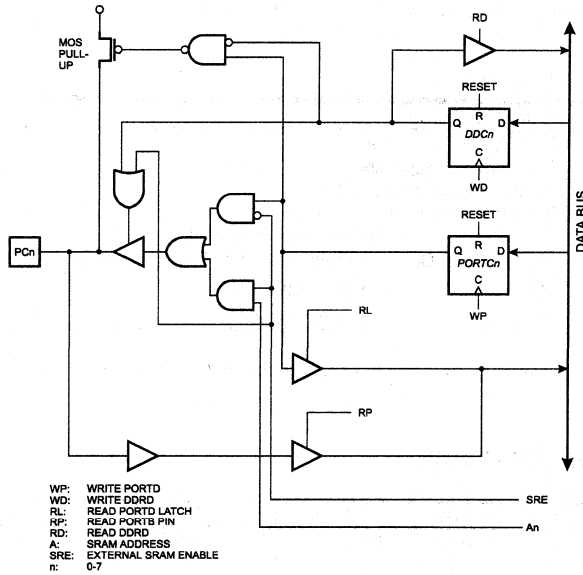 RD
MOS
PULL-
UP
RESET
Q R D
DDCn
C
WD
RESET
PCn
Q R D
PORTCn
C
WP
DATA BUS
RL
RP
SRE
An
WP: WRITE PORTD
WD: WRITE DDRD
RL: READ PORTD LATCH
RP: READ PORTB PIN
RD: READ DDRD
A: SRAM ADDRESS
SRE: EXTERNAL SRAM ENABLE
n: 0-7